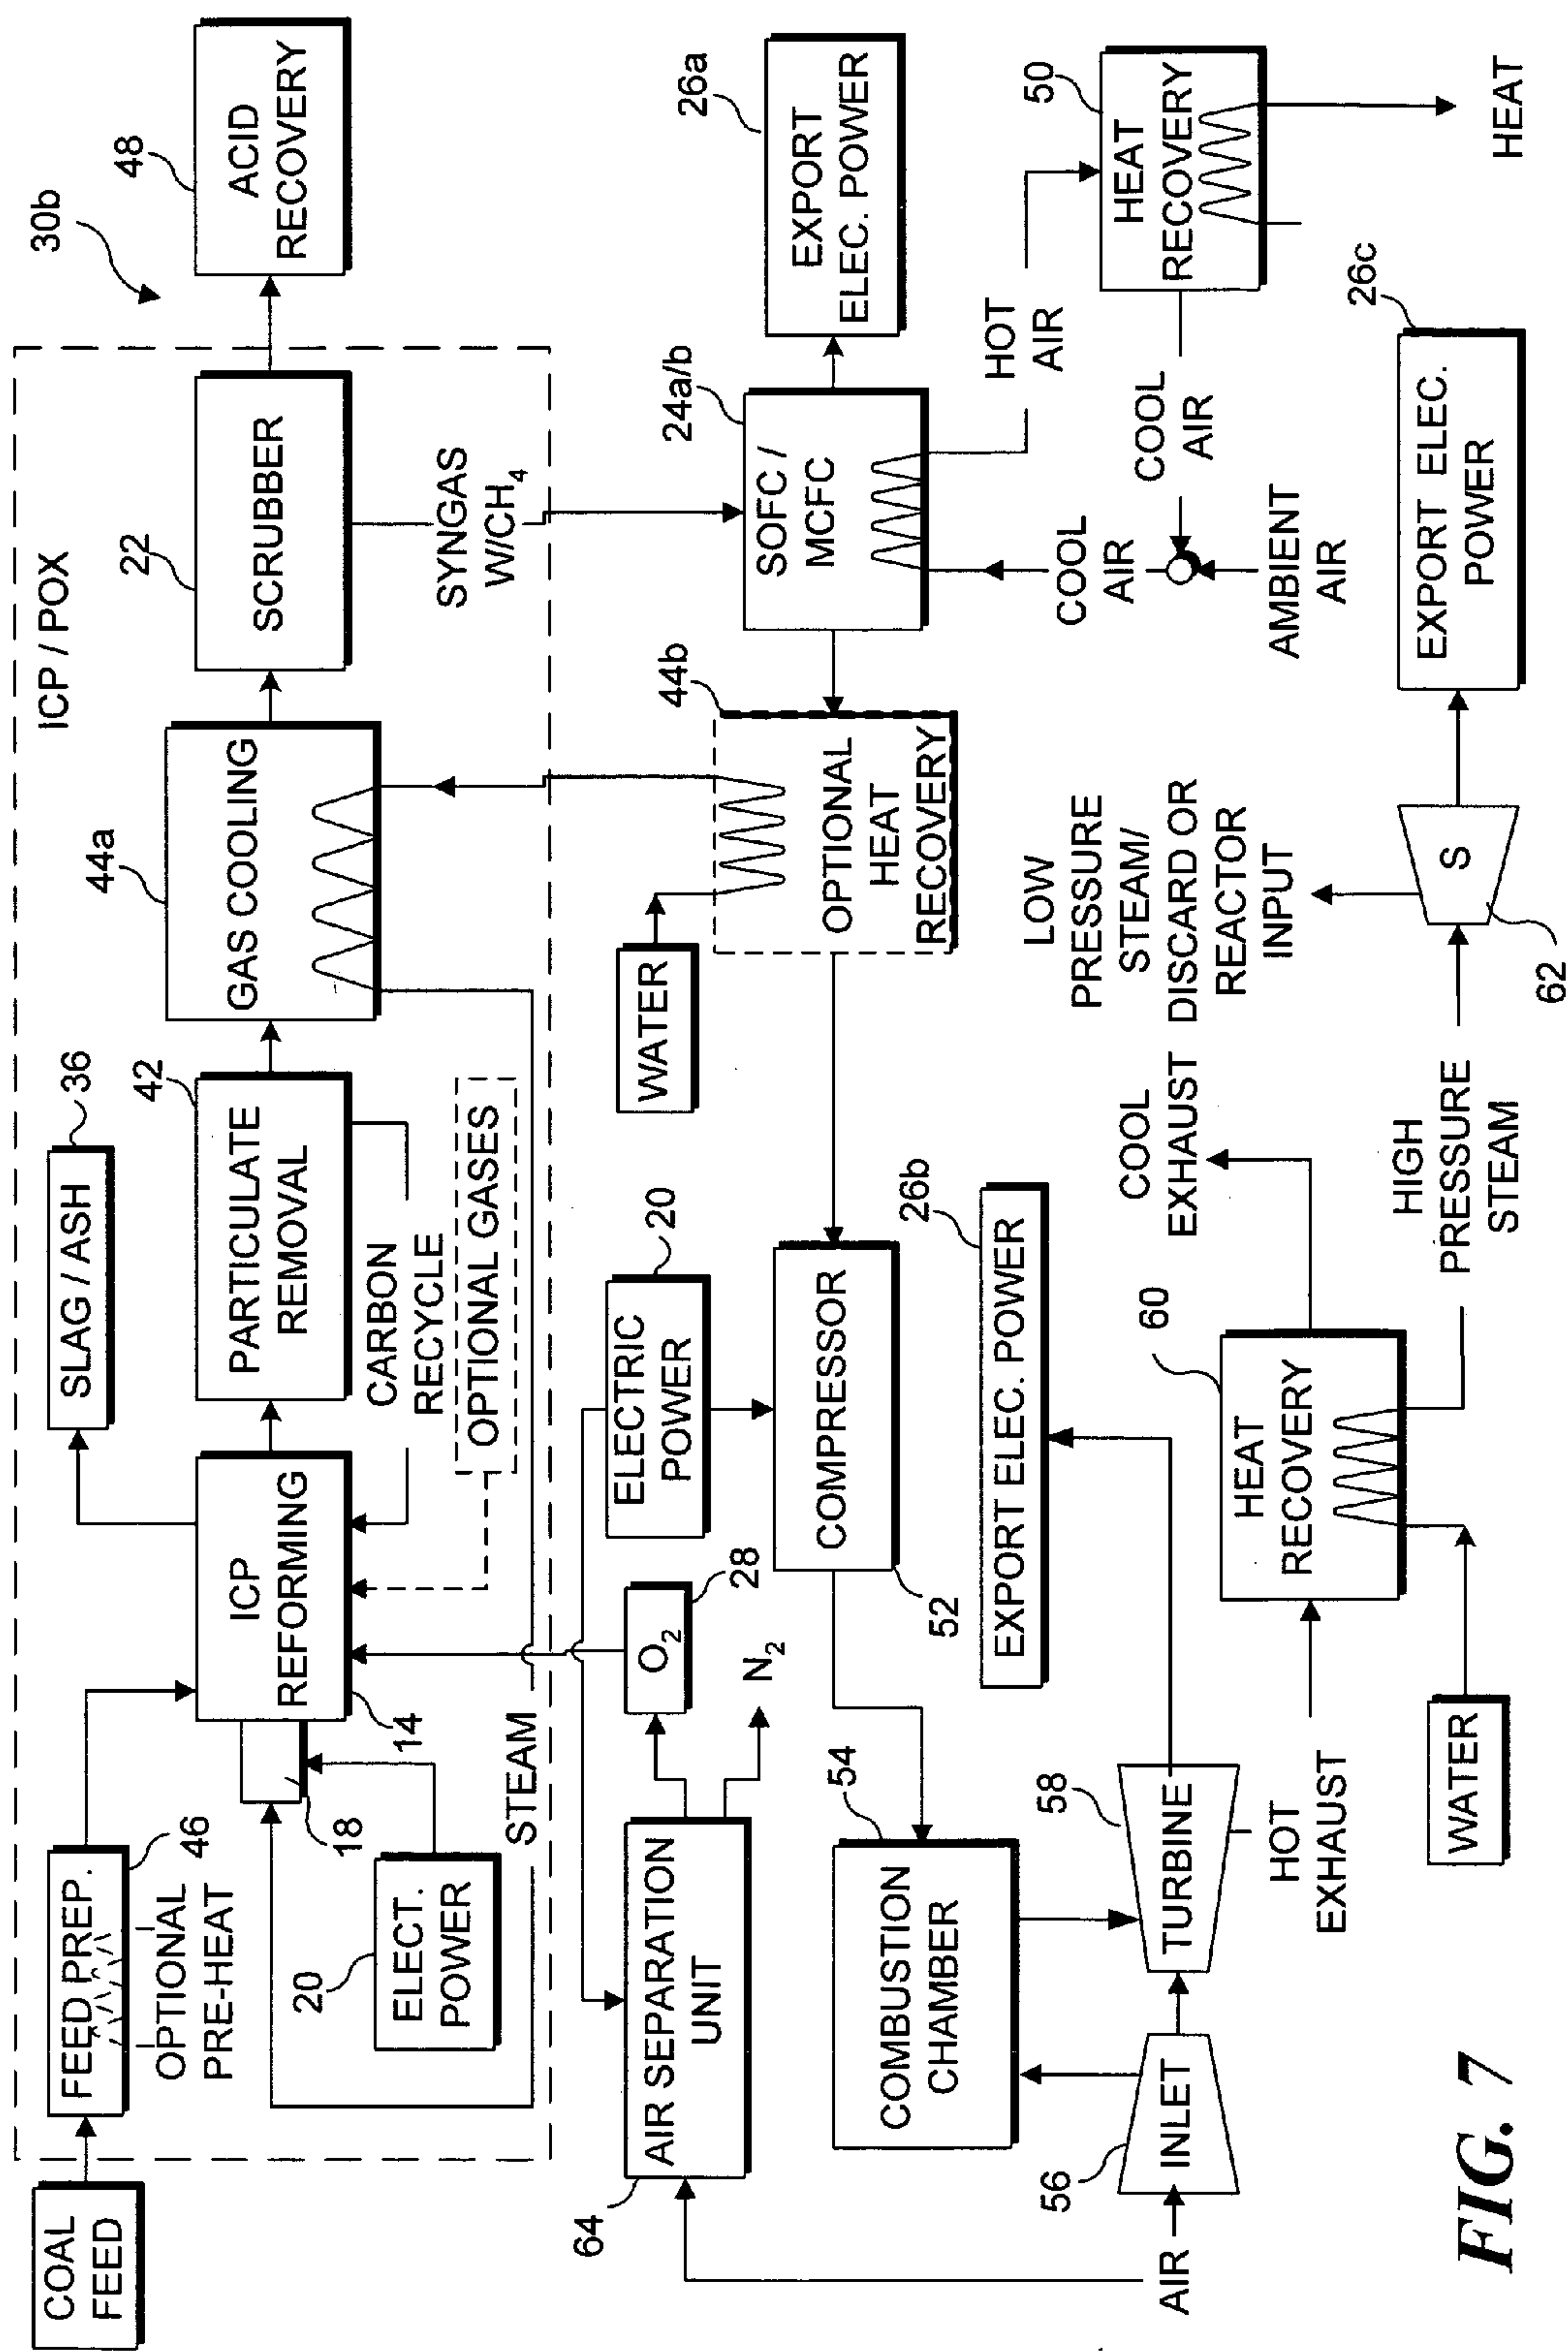 30b
COAL
FEED
ICP / POX
FEED PREP.
46
OPTIONAL
PRE-HEAT
SLAG / ASH
36
ICP
REFORMING
14
18
20
ELECT.
POWER
PARTICULATE
REMOVAL
42
CARBON
RECYCLE
OPTIONAL GASES
GAS COOLING
44a
SCRUBBER
22
ACID
RECOVERY
48
STEAM
SYNGAS
W/CH4
64
AIR SEPARATION
UNIT
O2
28
N2
ELECTRIC
POWER
20
WATER
OPTIONAL
HEAT
RECOVERY
44b
SOFC /
MCFC
24a/b
EXPORT
ELEC. POWER
26a
COMPRESSOR
52
COMBUSTION
CHAMBER
54
HOT
AIR
COOL
AIR
COOL
AIR
AMBIENT
AIR
HEAT
RECOVERY
50
HEAT
AIR
INLET
56
TURBINE
58
HOT
EXHAUST
EXPORT ELEC. POWER
26b
HEAT
RECOVERY
60
WATER
COOL
EXHAUST
HIGH
PRESSURE
STEAM
LOW
PRESSURE
STEAM/
DISCARD OR
REACTOR
INPUT
S
62
EXPORT ELEC.
POWER
26c
FIG. 7